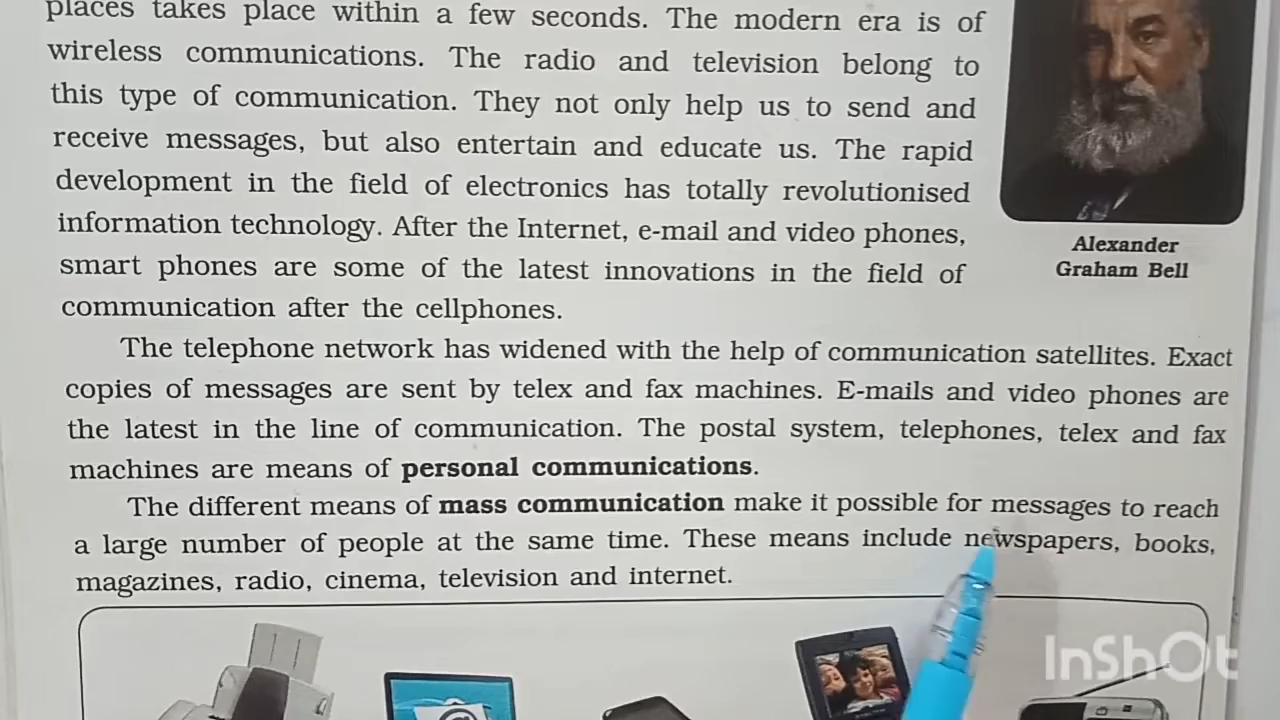 places takes place within a few seconds. The modern era is of
wireless communications. The radio and television belong to
this type of communication. They not only help us to send and
receive messages, but also entertain and educate us. The rapid
development in the field of electronics has totally revolutionised
information technology. After the Internet, e-mail and video phones,
smart phones are some of the latest innovations in the field of
communication after the cellphones.
Alexander
Graham Bell
The telephone network has widened with the help of communication satellites. Exact
copies of messages are sent by telex and fax machines. E-mails and video phones are
the latest in the line of communication. The postal system, telephones, telex and fax
machines are means of personal communications.
The different means of mass communication make it possible for messages to reach
a large number of people at the same time. These means include newspapers, books,
magazines, radio, cinema, television and internet.
InShOt